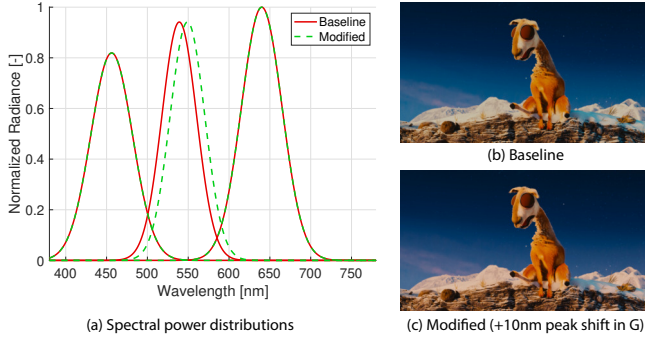 1
0.8
0.6
0.4
0.2
0
Normalized Radiance [-]
Baseline
Modified
400 450 500 550 600 650 700 750
Wavelength [nm]
(a) Spectral power distributions
(b) Baseline
(c) Modified (+10nm peak shift in G)